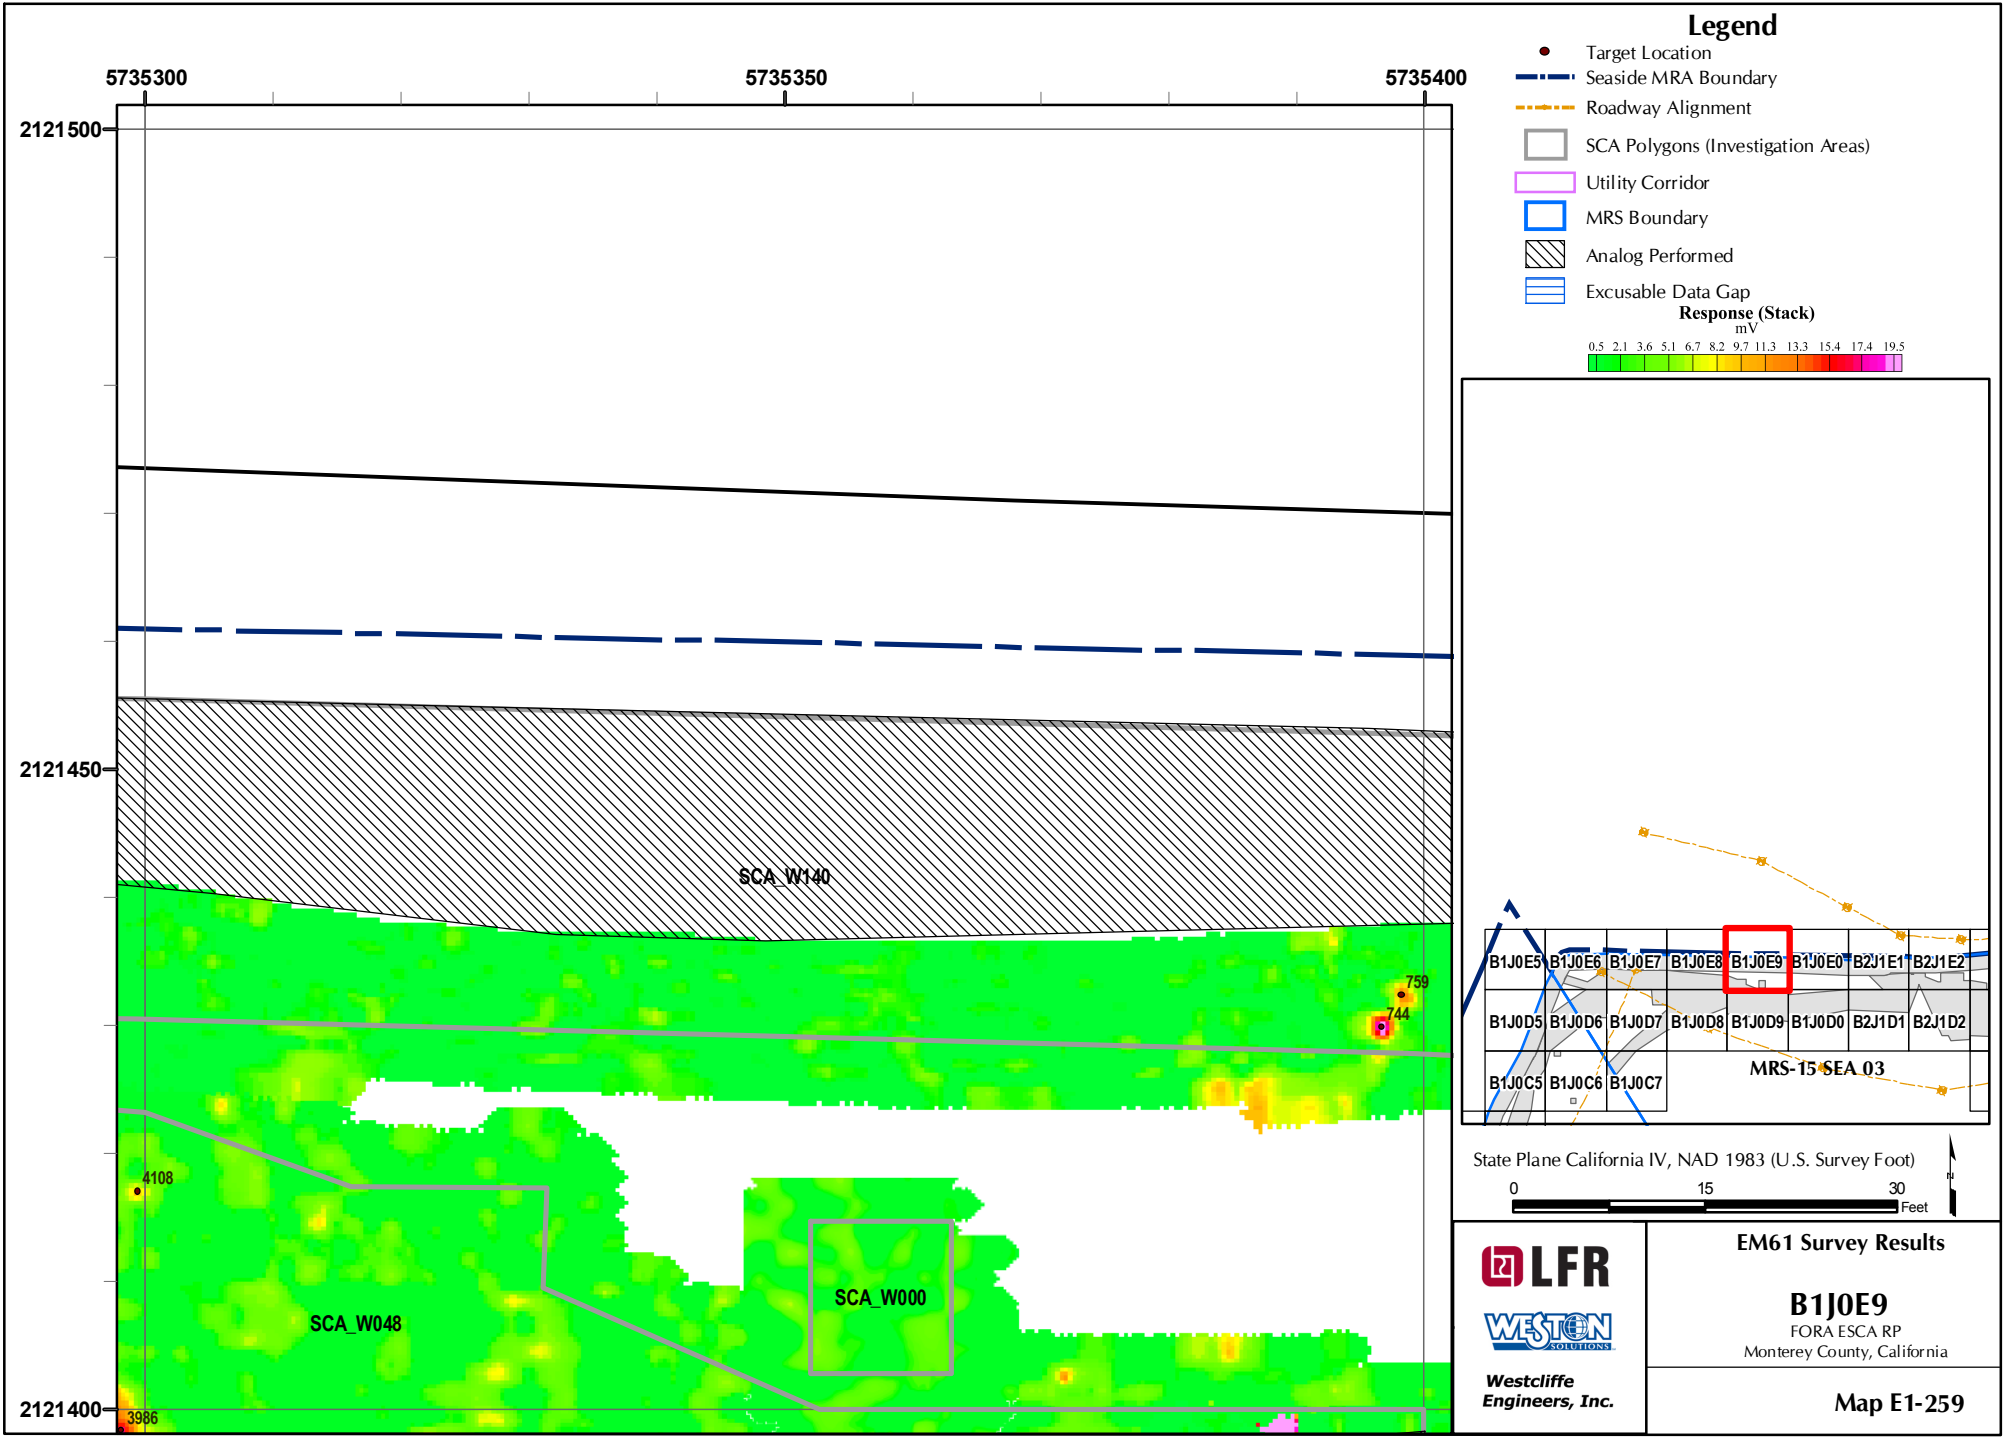 Legend
Target Location
Seaside MRA Boundary
Roadway Alignment
SCA Polygons (Investigation Areas)
Utility Corridor
MRS Boundary
Analog Performed
Excusable Data Gap
Response (Stack)
mV
0.5 2.1 3.6 5.1 6.7 8.2 9.7 11.3 13.3 15.4 17.4 19.5
5735300 5735350 5735400
2121500
2121450
2121400
SCA_W140
759
744
4108
SCA_W000
SCA_W048
3986
B1J0E5 B1J0E6 B1J0E7 B1J0E8 B1J0E9 B1J0E0 B2J1E1 B2J1E2
B1J0D5 B1J0D6 B1J0D7 B1J0D8 B1J0D9 B1J0D0 B2J1D1 B2J1D2
MRS-15 SEA 03
B1J0C5 B1J0C6 B1J0C7
State Plane California IV, NAD 1983 (U.S. Survey Foot)
0 15 30
Feet
N
LFR
WESTON
SOLUTIONS
Westcliffe
Engineers, Inc.
EM61 Survey Results
B1J0E9
FORA ESCA RP
Monterey County, California
Map E1-259